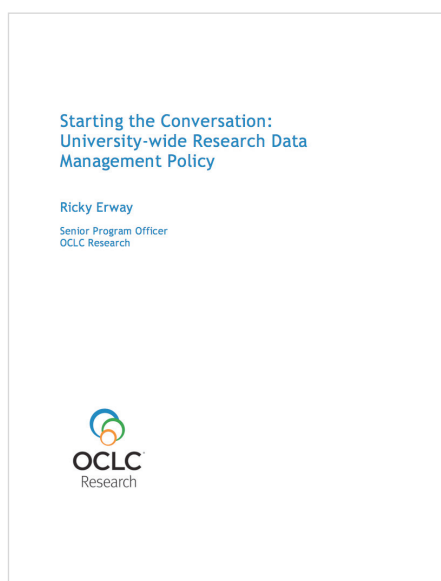 Starting the Conversation:
University-wide Research Data
Management Policy
Ricky Erway
Senior Program Officer
OCLC Research
OCLC
Research